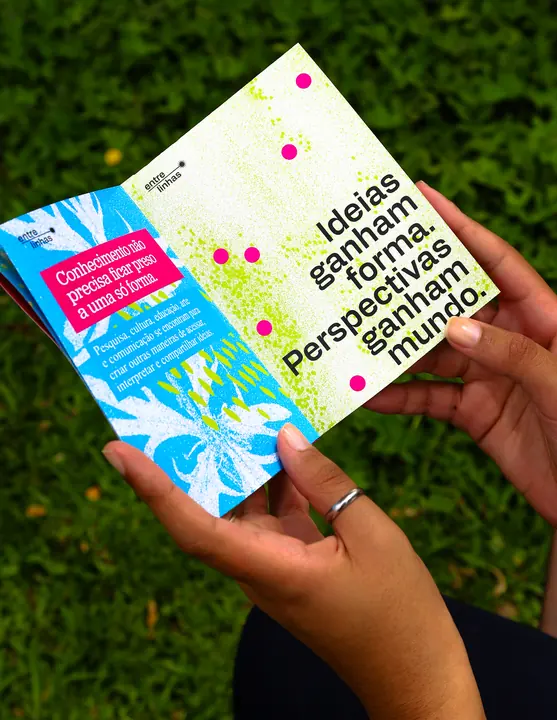 entre
linhas
Conhecimento não
precisa ficar preso
a uma só forma.
Pesquisa, cultura, educação, arte
e comunicação se encontram para
criar outras maneiras de acessar,
interpretar e compartilhar ideias.
entre
linhas
Ideias
ganham
forma.
Perspectivas
ganham
mundo.